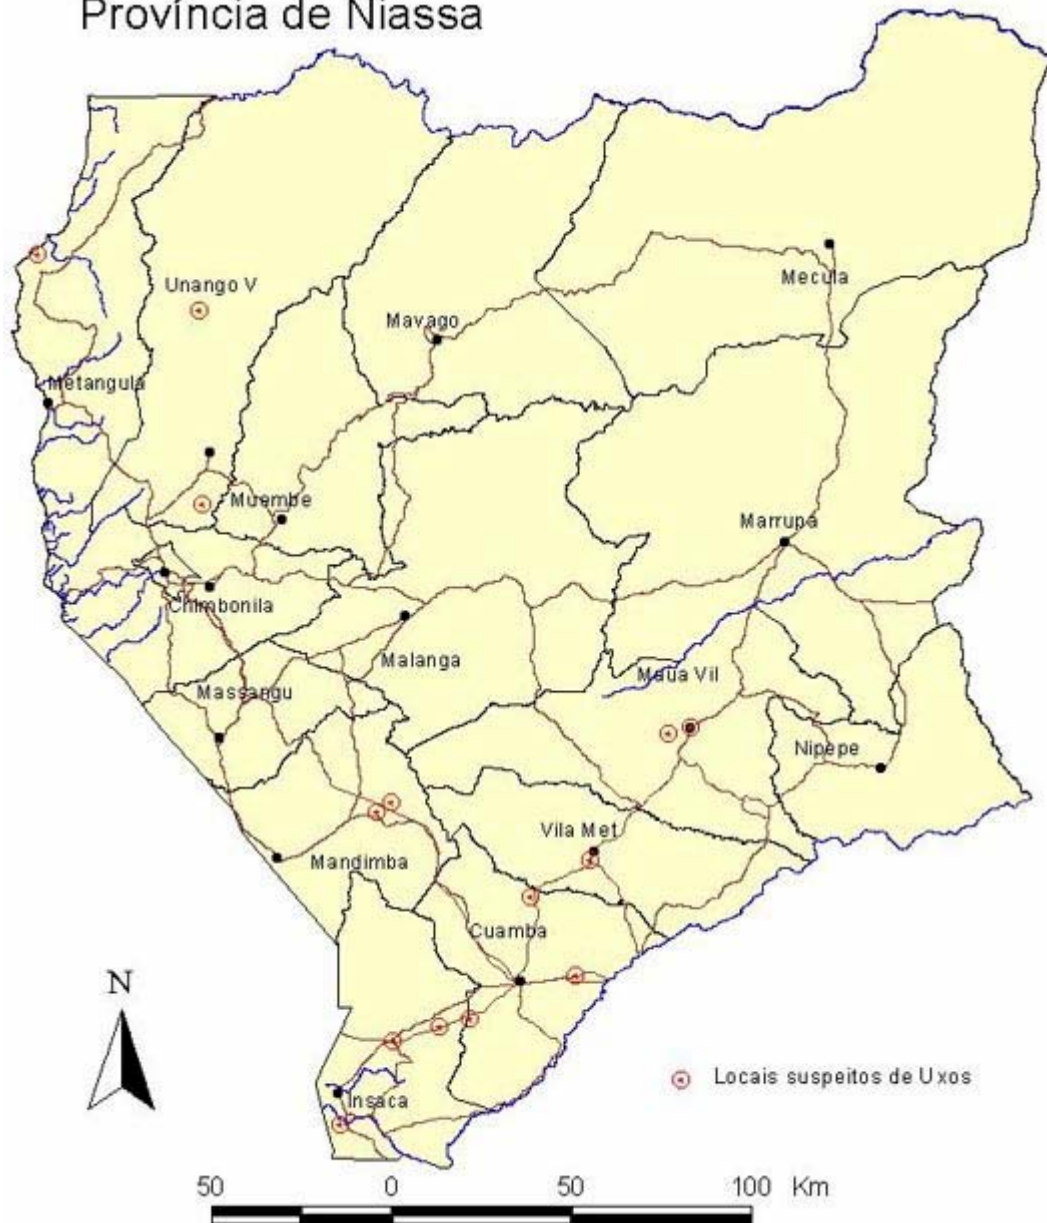 Província de Niassa
Unango V
Mecula
Mavago
Metangula
Muembe
Marrupa
Chimbonila
Malanga
Maua Vil
Massangu
Nipepe
Vila Met
Mandimba
Cuamba
N
Locais suspeitos de Uxos
Insaca
50 0 50 100 Km